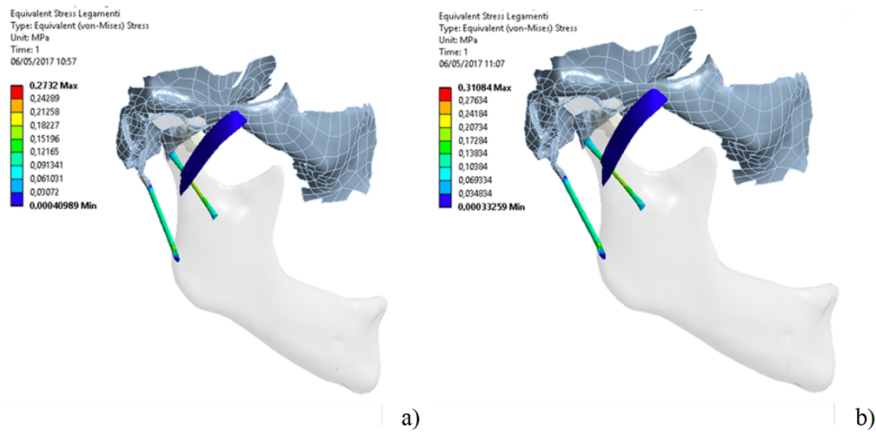 Equivalent Stress Legamenti
Type: Equivalent (von-Mises) Stress
Unit: MPa
Time: 1
06/05/2017 10:57
0,2732 Max
0,24289
0,21258
0,18227
0,15196
0,12165
0,091341
0,061031
0,03072
0,00040989 Min
a)
Equivalent Stress Legamenti
Type: Equivalent (von-Mises) Stress
Unit: MPa
Time: 1
06/05/2017 11:07
0,31084 Max
0,27634
0,24184
0,20734
0,17284
0,13834
0,10384
0,069334
0,034834
0,00033259 Min
b)